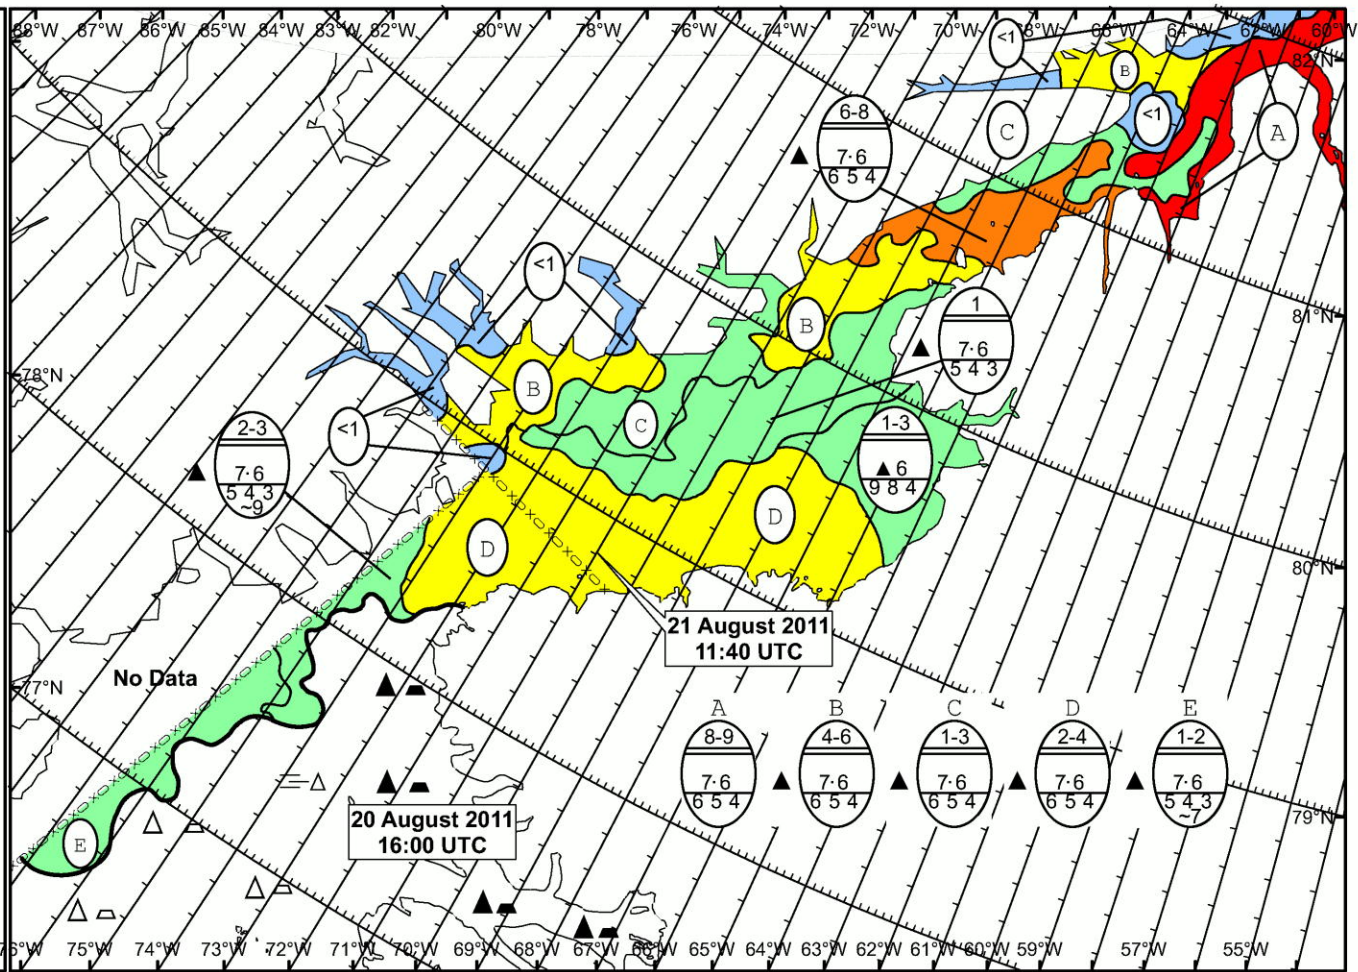 88°W 87°W 86°W 85°W 84°W 82°W 80°W 78°W 76°W 74°W 72°W 70°W 68°W 66°W 64°W 62°W 60°W
82°N
<1
B
<1
C
A
6-8
7·6
6 5 4
81°N
<1
B
1
7·6
5 4 3
78°N
B
C
1-3
6
9 8 4
<1
2-3
7·6
5 4 3
~9
D
D
80°N
21 August 2011
11:40 UTC
No Data
77°N
A B C D E
8-9 4-6 1-3 2-4 1-2
7·6 7·6 7·6 7·6 7·6
6 5 4 6 5 4 6 5 4 6 5 4 5 4 3
~7
79°N
20 August 2011
16:00 UTC
E
76°W 75°W 74°W 73°W 72°W 71°W 70°W 69°W 68°W 67°W 66°W 65°W 64°W 63°W 62°W 61°W 60°W 59°W 57°W 55°W